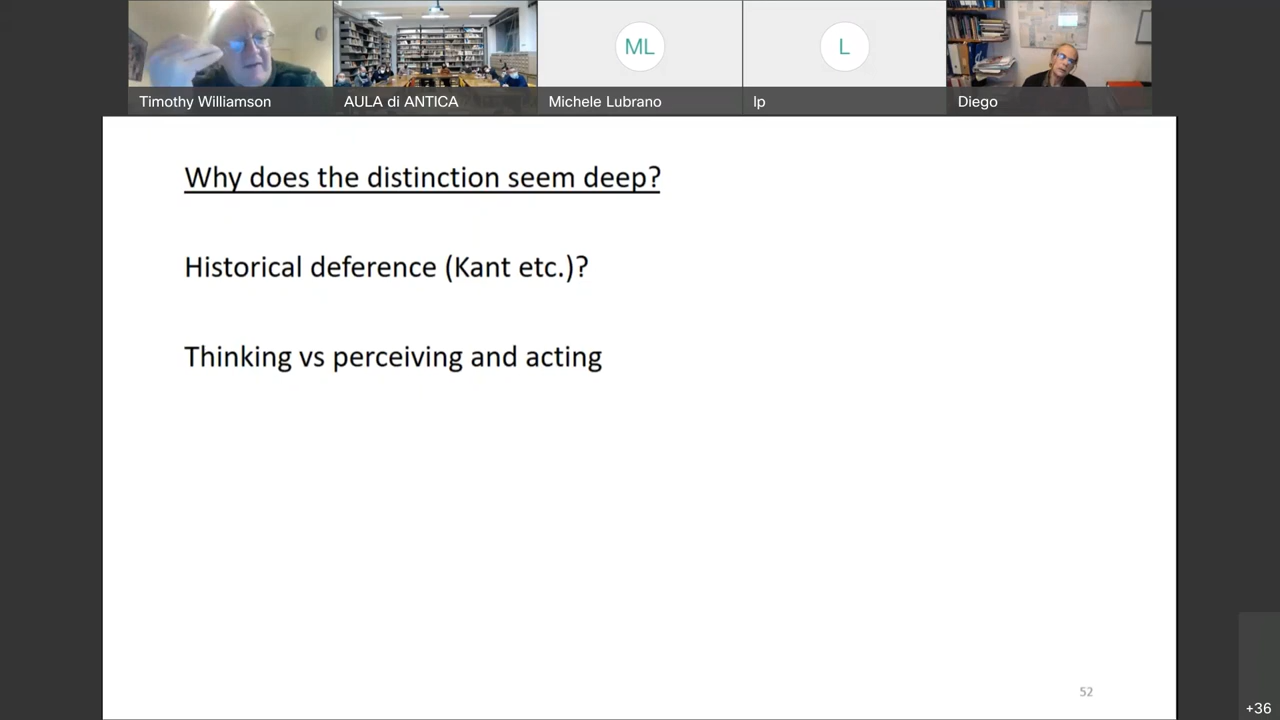 Timothy Williamson
AULA di ANTICA
ML
Michele Lubrano
L
lp
Diego
Why does the distinction seem deep?
Historical deference (Kant etc.)?
Thinking vs perceiving and acting
52
+36